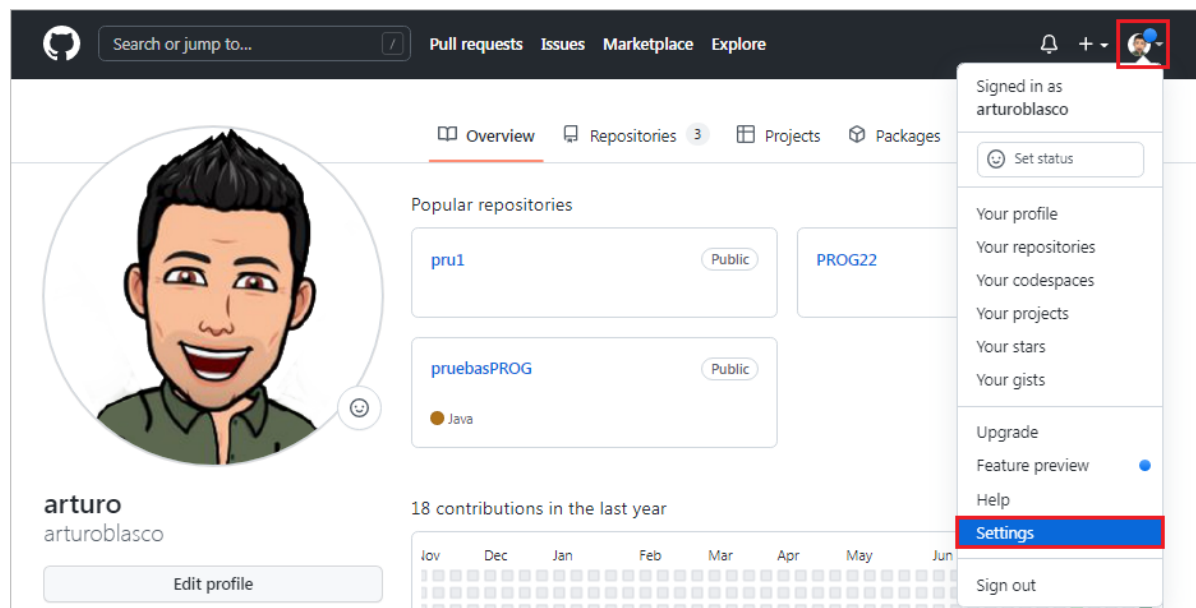 Search or jump to...
/
Pull requests Issues Marketplace Explore
Signed in as
arturoblasco
Set status
Your profile
Your repositories
Your codespaces
Your projects
Your stars
Your gists
Upgrade
Feature preview
Help
Settings
Sign out
Overview Repositories 3 Projects Packages
Popular repositories
pru1 Public
PROG22
pruebasPROG Public
Java
arturo
arturoblasco
Edit profile
18 contributions in the last year
Nov Dec Jan Feb Mar Apr May Jun